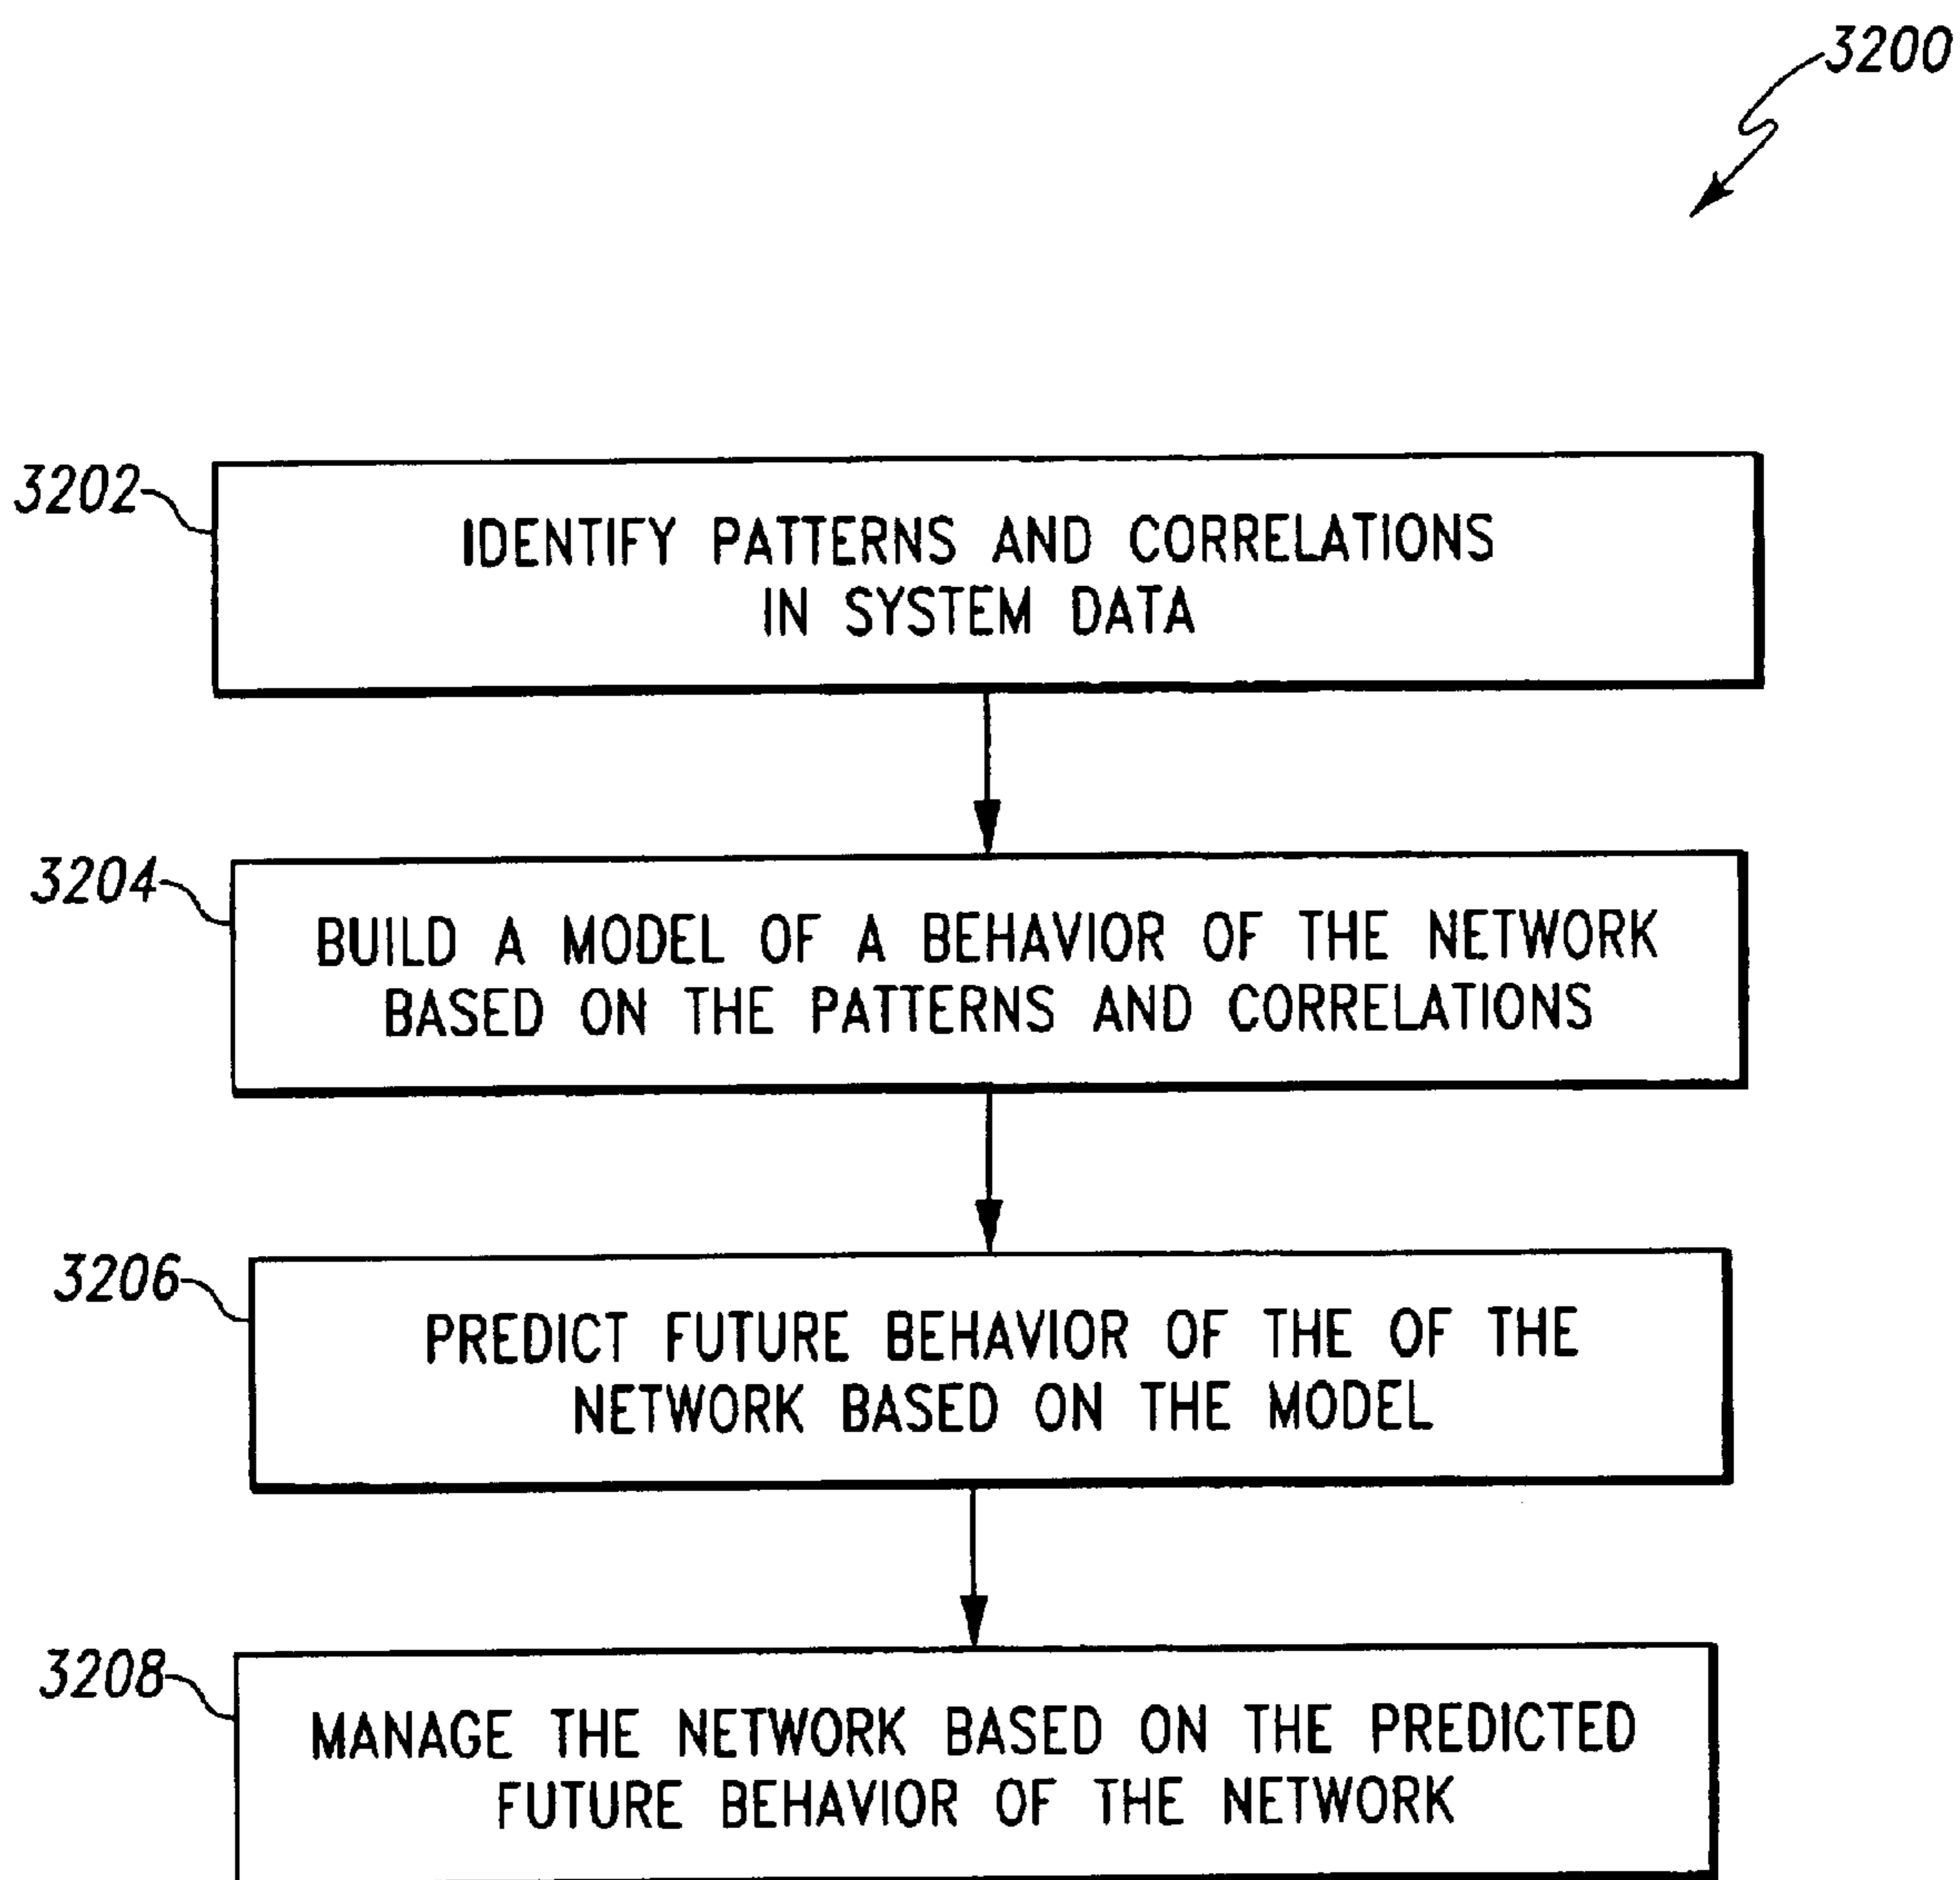 3200
3202
IDENTIFY PATTERNS AND CORRELATIONS
IN SYSTEM DATA
3204
BUILD A MODEL OF A BEHAVIOR OF THE NETWORK
BASED ON THE PATTERNS AND CORRELATIONS
3206
PREDICT FUTURE BEHAVIOR OF THE OF THE
NETWORK BASED ON THE MODEL
3208
MANAGE THE NETWORK BASED ON THE PREDICTED
FUTURE BEHAVIOR OF THE NETWORK